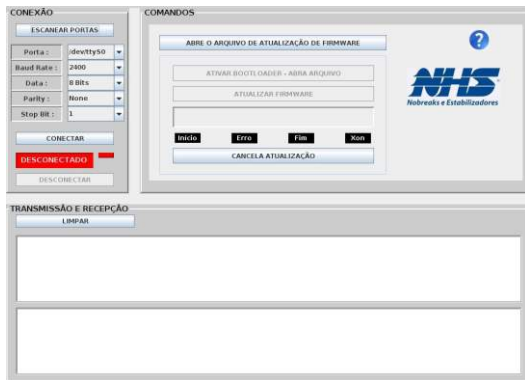 CONEXÃO
ESCANEAR PORTAS
Porta :
/dev/ttyS0
Baud Rate :
2400
Data :
8 Bits
Parity :
None
Stop Bit :
1
CONECTAR
DESCONECTADO
DESCONECTAR
COMANDOS
ABRE O ARQUIVO DE ATUALIZAÇÃO DE FIRMWARE
ATIVAR BOOTLOADER - ABRA ARQUIVO
ATUALIZAR FIRMWARE
Início
Erro
Fim
Xon
CANCELA ATUALIZAÇÃO
?
NHS
Nobreaks e Estabilizadores
TRANSMISSÃO E RECEPÇÃO
LIMPAR